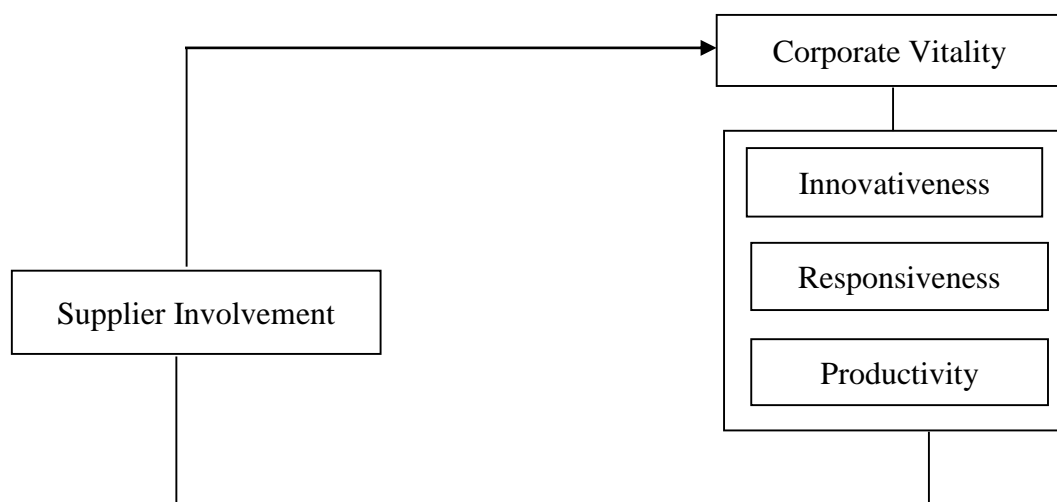 Corporate Vitality
Innovativeness
Responsiveness
Supplier Involvement
Productivity